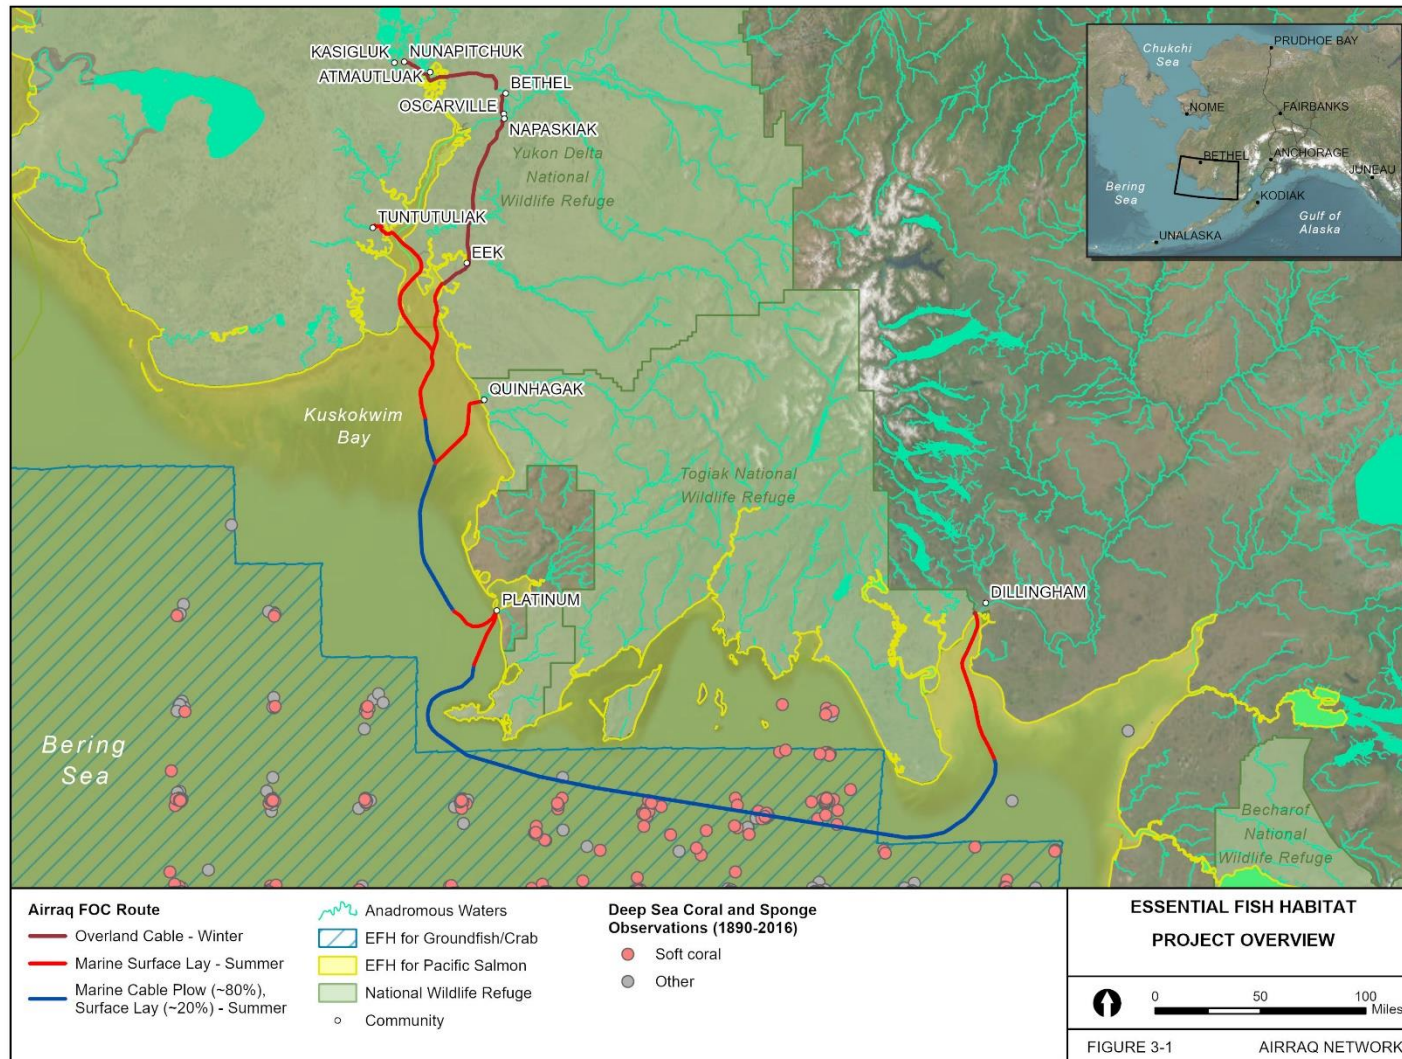 KASIGLUK
NUNAPITCHUK
ATMAUTLUAK
BETHEL
OSCARVILLE
NAPASKIAK
Yukon Delta
National
Wildlife Refuge
TUNTUTULIAK
EEK
QUINHAGAK
Kuskokwim
Bay
Togiak National
Wildlife Refuge
PLATINUM
DILLINGHAM
Bering
Sea
Becharof
National
Wildlife Refuge
Chukchi
Sea
PRUDHOE BAY
NOME
FAIRBANKS
BETHEL
ANCHORAGE
JUNEAU
Bering
Sea
KODIAK
Gulf of
Alaska
UNALASKA
Airraq FOC Route
Overland Cable - Winter
Marine Surface Lay - Summer
Marine Cable Plow (~80%),
Surface Lay (~20%) - Summer
Anadromous Waters
EFH for Groundfish/Crab
EFH for Pacific Salmon
National Wildlife Refuge
Community
Deep Sea Coral and Sponge
Observations (1890-2016)
Soft coral
Other
ESSENTIAL FISH HABITAT
PROJECT OVERVIEW
0 50 100
Miles
FIGURE 3-1 AIRRAQ NETWORK